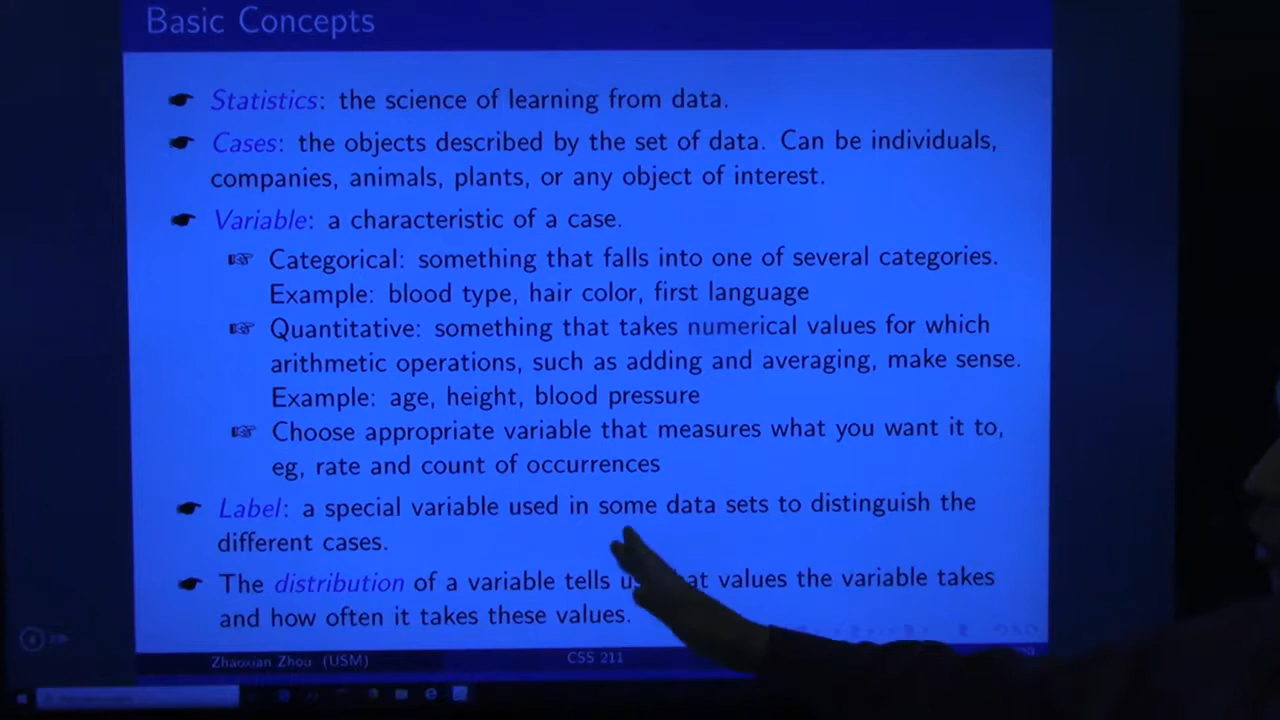 Basic Concepts
Statistics: the science of learning from data.
Cases: the objects described by the set of data. Can be individuals,
companies, animals, plants, or any object of interest.
Variable: a characteristic of a case.
Categorical: something that falls into one of several categories.
Example: blood type, hair color, first language
Quantitative: something that takes numerical values for which
arithmetic operations, such as adding and averaging, make sense.
Example: age, height, blood pressure
Choose appropriate variable that measures what you want it to,
eg, rate and count of occurrences
Label: a special variable used in some data sets to distinguish the
different cases.
The distribution of a variable tells values the variable takes
and how often it takes these values.
Zhaoxian Zhou (USM) CSS 211